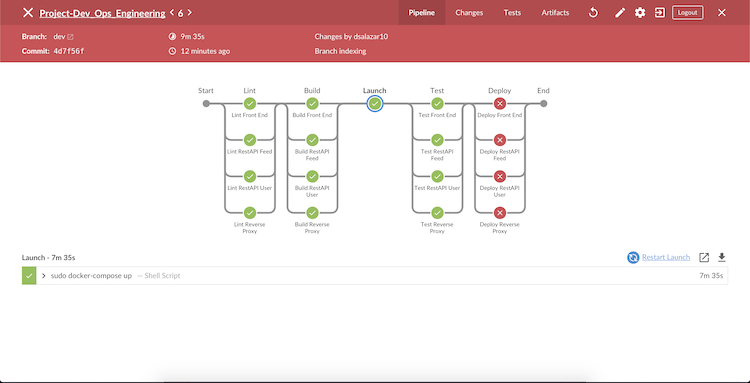 Project-Dev_Ops_Engineering < 6 > Pipeline Changes Tests Artifacts Logout
Branch: dev 9m 35s Changes by dsalazar10
Commit: 4d7f56f 12 minutes ago Branch indexing
Start Lint Build Launch Test Deploy End
Lint Front End Build Front End Test Front End Deploy Front End
Lint RestAPI Feed Build RestAPI Feed Test RestAPI Feed Deploy RestAPI Feed
Lint RestAPI User Build RestAPI User Test RestAPI User Deploy RestAPI User
Lint Reverse Proxy Build Reverse Proxy Test Reverse Proxy Deploy Reverse Proxy
Launch - 7m 35s Restart Launch
sudo docker-compose up — Shell Script 7m 35s